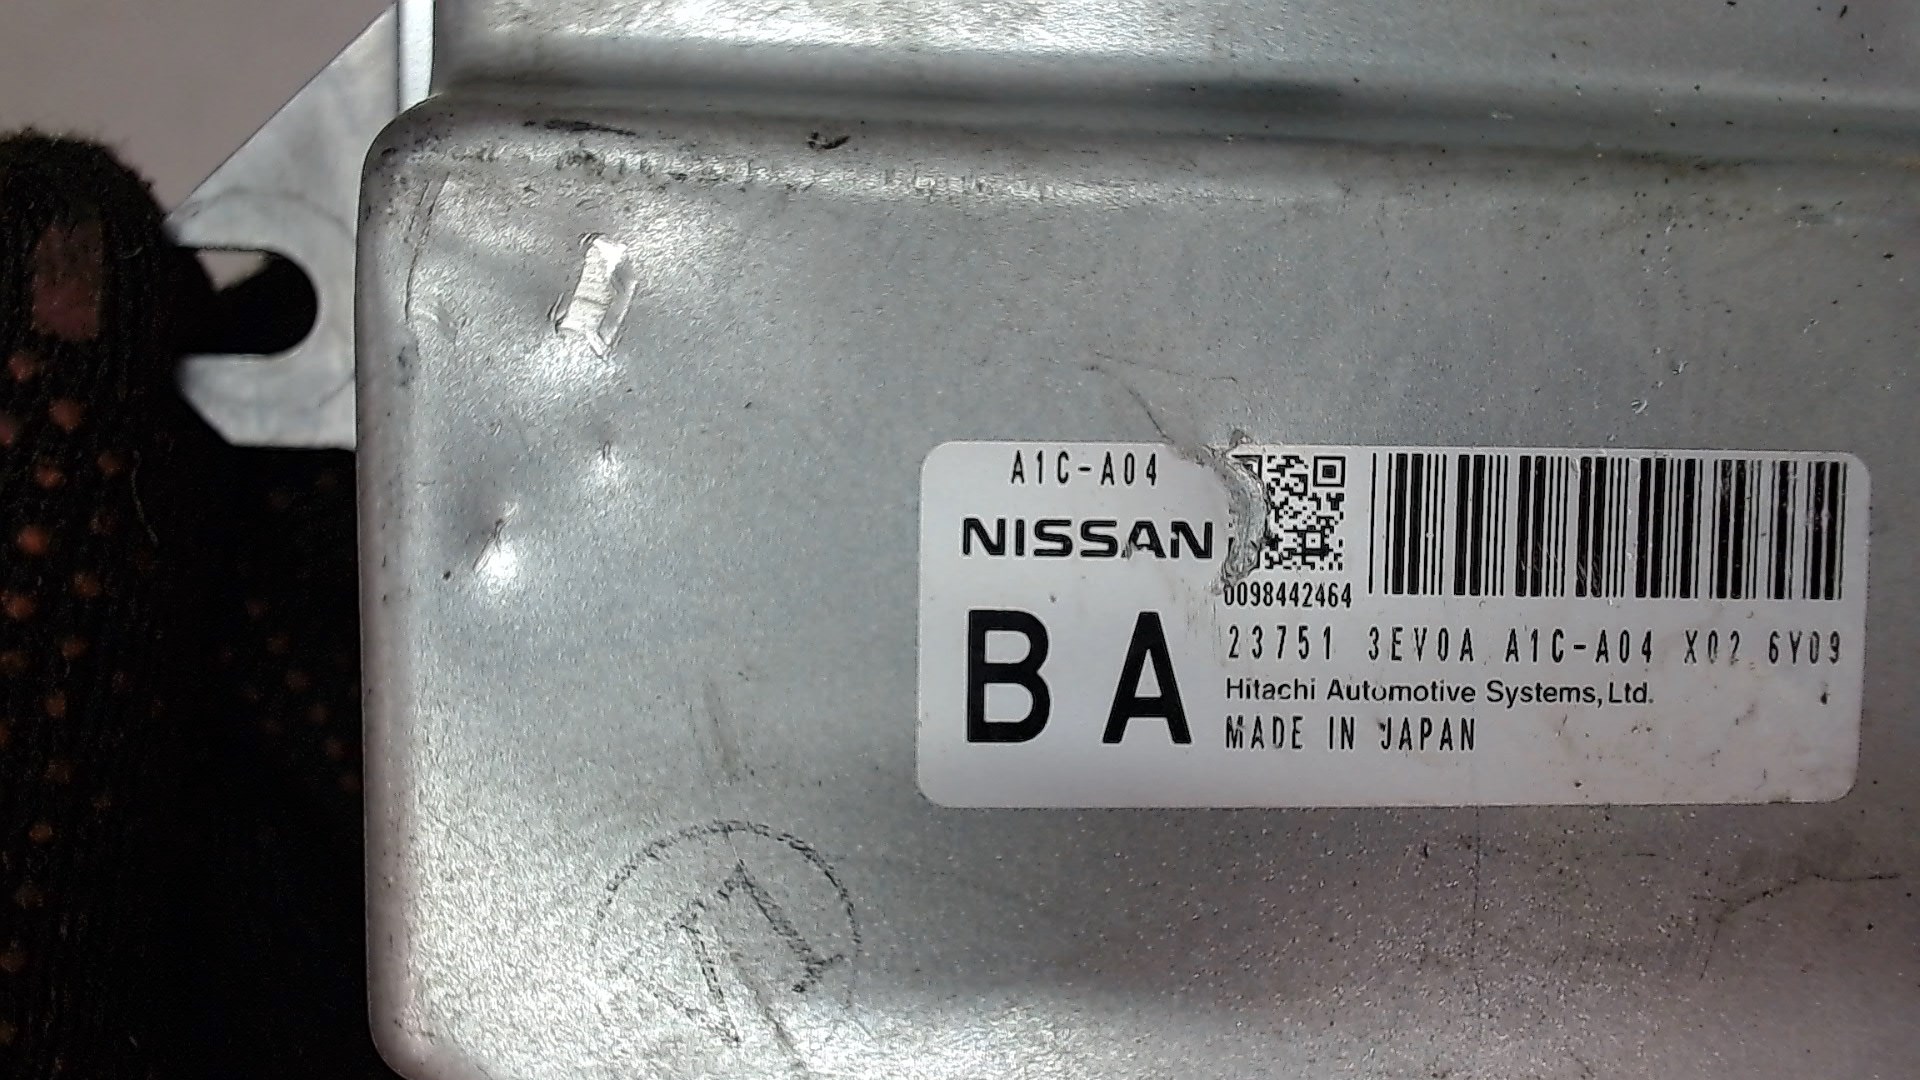 A1C-A04
NISSAN
0098442464
BA
23751 3EV0A A1C-A04 X02 6Y09
Hitachi Automotive Systems, Ltd.
MADE IN JAPAN